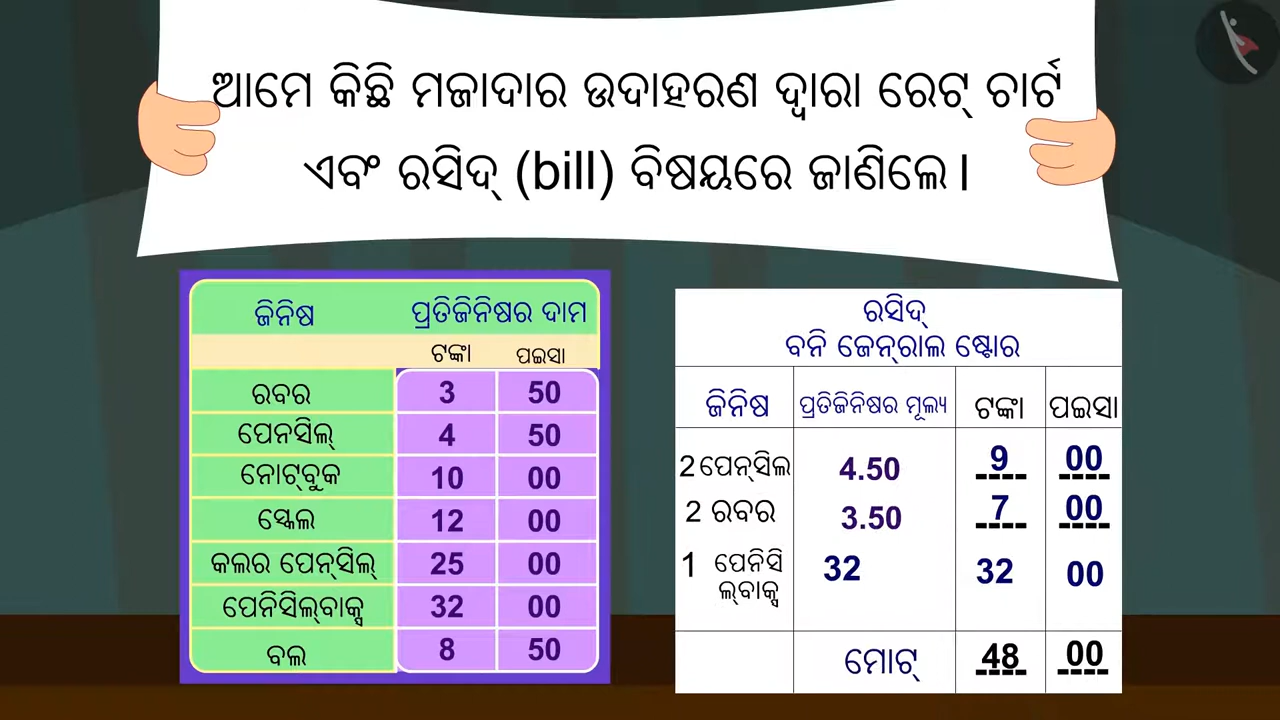 ଆମେ କିଛି ମଜାଦାର ଉଦାହରଣ ଦ୍ୱାରା ରେଟ୍ ଚାର୍ଟ
ଏବଂ ରସିଦ୍ (bill) ବିଷୟରେ ଜାଣିଲେ।
ଜିନିଷ ପ୍ରତିଜିନିଷର ଦାମ
ଟଙ୍କା ପଇସା
ରବର 3 50
ପେନସିଲ୍ 4 50
ନୋଟ୍‌ବୁକ 10 00
ସ୍କେଲ 12 00
କଲର ପେନ୍‌ସିଲ୍ 25 00
ପେନିସିଲ୍‌ବାକ୍ସ 32 00
ବଲ 8 50
ରସିଦ୍
ବନି ଜେନ୍‌ରାଲ ଷ୍ଟୋର
ଜିନିଷ ପ୍ରତିଜିନିଷର ମୂଲ୍ୟ ଟଙ୍କା ପଇସା
2 ପେନ୍‌ସିଲ 4.50 9 00
2 ରବର 3.50 7 00
1 ପେନିସି 32 32 00
ଲ୍‌ବାକ୍ସ
ମୋଟ୍ 48 00